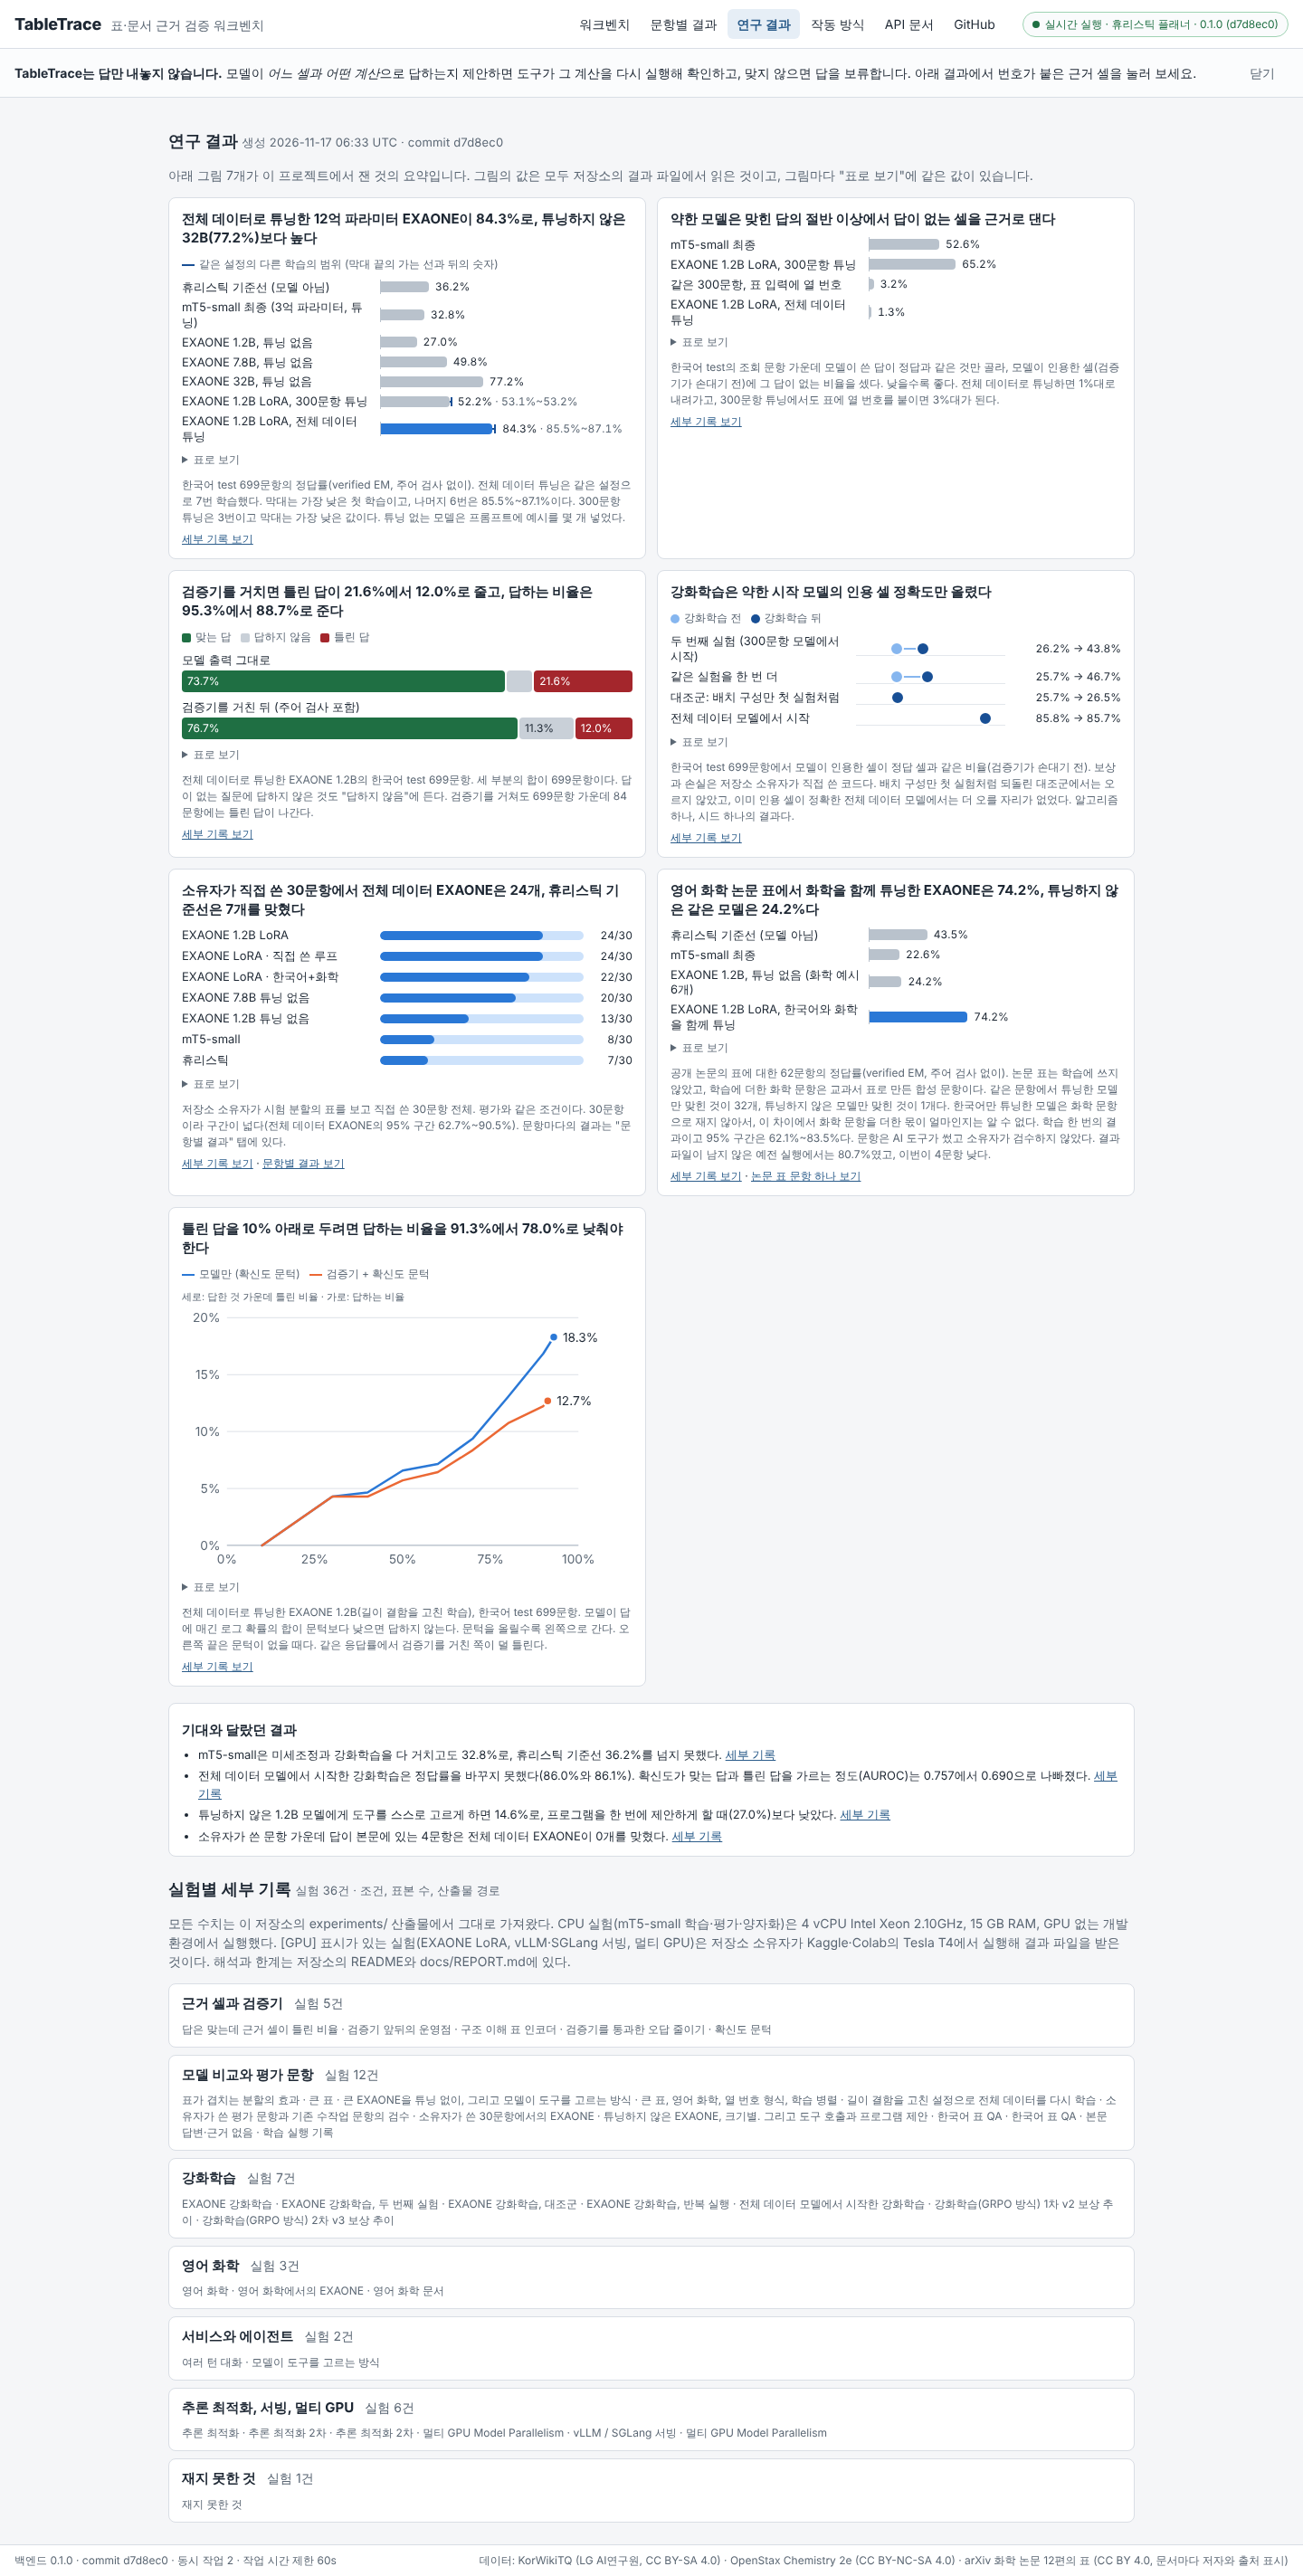 TableTrace 표·문서 근거 검증 워크벤치
워크벤치 문항별 결과 연구 결과 작동 방식 API 문서 GitHub
실시간 실행 · 휴리스틱 플래너 · 0.1.0 (d7d8ec0)
TableTrace는 답만 내놓지 않습니다. 모델이 어느 셀과 어떤 계산으로 답하는지 제안하면 도구가 그 계산을 다시 실행해 확인하고, 맞지 않으면 답을 보류합니다. 아래 결과에서 번호가 붙은 근거 셀을 눌러 보세요.
닫기
연구 결과 생성 2026-11-17 06:33 UTC · commit d7d8ec0
아래 그림 7개가 이 프로젝트에서 잰 것의 요약입니다. 그림의 값은 모두 저장소의 결과 파일에서 읽은 것이고, 그림마다 "표로 보기"에 같은 값이 있습니다.
전체 데이터로 튜닝한 12억 파라미터 EXAONE이 84.3%로, 튜닝하지 않은
32B(77.2%)보다 높다
같은 설정의 다른 학습의 범위 (막대 끝의 가는 선과 뒤의 숫자)
휴리스틱 기준선 (모델 아님) 36.2%
mT5-small 최종 (3억 파라미터, 튜
닝) 32.8%
EXAONE 1.2B, 튜닝 없음 27.0%
EXAONE 7.8B, 튜닝 없음 49.8%
EXAONE 32B, 튜닝 없음 77.2%
EXAONE 1.2B LoRA, 300문항 튜닝 52.2% · 53.1%~53.2%
EXAONE 1.2B LoRA, 전체 데이터
튜닝 84.3% · 85.5%~87.1%
▶ 표로 보기
한국어 test 699문항의 정답률(verified EM, 주어 검사 없이). 전체 데이터 튜닝은 같은 설정으
로 7번 학습했다. 막대는 가장 낮은 첫 학습이고, 나머지 6번은 85.5%~87.1%이다. 300문항
튜닝은 3번이고 막대는 가장 낮은 값이다. 튜닝 없는 모델은 프롬프트에 예시를 몇 개 넣었다.
세부 기록 보기
약한 모델은 맞힌 답의 절반 이상에서 답이 없는 셀을 근거로 댄다
mT5-small 최종 52.6%
EXAONE 1.2B LoRA, 300문항 튜닝 65.2%
같은 300문항, 표 입력에 열 번호 3.2%
EXAONE 1.2B LoRA, 전체 데이터
튜닝 1.3%
▶ 표로 보기
한국어 test의 조회 문항 가운데 모델이 쓴 답이 정답과 같은 것만 골라, 모델이 인용한 셀(검증
기가 손대기 전)에 그 답이 없는 비율을 셌다. 낮을수록 좋다. 전체 데이터로 튜닝하면 1%대로
내려가고, 300문항 튜닝에서도 표에 열 번호를 붙이면 3%대가 된다.
세부 기록 보기
검증기를 거치면 틀린 답이 21.6%에서 12.0%로 줄고, 답하는 비율은
95.3%에서 88.7%로 준다
맞는 답 답하지 않음 틀린 답
모델 출력 그대로
73.7% 21.6%
검증기를 거친 뒤 (주어 검사 포함)
76.7% 11.3% 12.0%
▶ 표로 보기
전체 데이터로 튜닝한 EXAONE 1.2B의 한국어 test 699문항. 세 부분의 합이 699문항이다. 답
이 없는 질문에 답하지 않은 것도 "답하지 않음"에 든다. 검증기를 거쳐도 699문항 가운데 84
문항에는 틀린 답이 나간다.
세부 기록 보기
강화학습은 약한 시작 모델의 인용 셀 정확도만 올렸다
강화학습 전 강화학습 뒤
두 번째 실험 (300문항 모델에서
시작) 26.2% → 43.8%
같은 실험을 한 번 더 25.7% → 46.7%
대조군: 배치 구성만 첫 실험처럼 25.7% → 26.5%
전체 데이터 모델에서 시작 85.8% → 85.7%
▶ 표로 보기
한국어 test 699문항에서 모델이 인용한 셀이 정답 셀과 같은 비율(검증기가 손대기 전). 보상
과 손실은 저장소 소유자가 직접 쓴 코드다. 배치 구성만 첫 실험처럼 되돌린 대조군에서는 오
르지 않았고, 이미 인용 셀이 정확한 전체 데이터 모델에서는 더 오를 자리가 없었다. 알고리즘
하나, 시드 하나의 결과다.
세부 기록 보기
소유자가 직접 쓴 30문항에서 전체 데이터 EXAONE은 24개, 휴리스틱 기
준선은 7개를 맞혔다
EXAONE 1.2B LoRA 24/30
EXAONE LoRA · 직접 쓴 루프 24/30
EXAONE LoRA · 한국어+화학 22/30
EXAONE 7.8B 튜닝 없음 20/30
EXAONE 1.2B 튜닝 없음 13/30
mT5-small 8/30
휴리스틱 7/30
▶ 표로 보기
저장소 소유자가 시험 분할의 표를 보고 직접 쓴 30문항 전체. 평가와 같은 조건이다. 30문항
이라 구간이 넓다(전체 데이터 EXAONE의 95% 구간 62.7%~90.5%). 문항마다의 결과는 "문
항별 결과" 탭에 있다.
세부 기록 보기 · 문항별 결과 보기
영어 화학 논문 표에서 화학을 함께 튜닝한 EXAONE은 74.2%, 튜닝하지 않
은 같은 모델은 24.2%다
휴리스틱 기준선 (모델 아님) 43.5%
mT5-small 최종 22.6%
EXAONE 1.2B, 튜닝 없음 (화학 예시
6개) 24.2%
EXAONE 1.2B LoRA, 한국어와 화학
을 함께 튜닝 74.2%
▶ 표로 보기
공개 논문의 표에 대한 62문항의 정답률(verified EM, 주어 검사 없이). 논문 표는 학습에 쓰지
않았고, 학습에 더한 화학 문항은 교과서 표로 만든 합성 문항이다. 같은 문항에서 튜닝한 모델
만 맞힌 것이 32개, 튜닝하지 않은 모델만 맞힌 것이 1개다. 한국어만 튜닝한 모델은 화학 문항
으로 재지 않아서, 이 차이에서 화학 문항을 더한 몫이 얼마인지는 알 수 없다. 학습 한 번의 결
과이고 95% 구간은 62.1%~83.5%다. 문항은 AI 도구가 썼고 소유자가 검수하지 않았다. 결과
파일이 남지 않은 예전 실행에서는 80.7%였고, 이번이 4문항 낮다.
세부 기록 보기 · 논문 표 문항 하나 보기
틀린 답을 10% 아래로 두려면 답하는 비율을 91.3%에서 78.0%로 낮춰야
한다
모델만 (확신도 문턱) 검증기 + 확신도 문턱
세로: 답한 것 가운데 틀린 비율 · 가로: 답하는 비율
20%
18.3%
15%
12.7%
10%
5%
0%
0% 25% 50% 75% 100%
▶ 표로 보기
전체 데이터로 튜닝한 EXAONE 1.2B(길이 결함을 고친 학습), 한국어 test 699문항. 모델이 답
에 매긴 로그 확률의 합이 문턱보다 낮으면 답하지 않는다. 문턱을 올릴수록 왼쪽으로 간다. 오
른쪽 끝은 문턱이 없을 때다. 같은 응답률에서 검증기를 거친 쪽이 덜 틀린다.
세부 기록 보기
기대와 달랐던 결과
• mT5-small은 미세조정과 강화학습을 다 거치고도 32.8%로, 휴리스틱 기준선 36.2%를 넘지 못했다. 세부 기록
• 전체 데이터 모델에서 시작한 강화학습은 정답률을 바꾸지 못했다(86.0%와 86.1%). 확신도가 맞는 답과 틀린 답을 가르는 정도(AUROC)는 0.757에서 0.690으로 나빠졌다. 세부
기록
• 튜닝하지 않은 1.2B 모델에게 도구를 스스로 고르게 하면 14.6%로, 프로그램을 한 번에 제안하게 할 때(27.0%)보다 낮았다. 세부 기록
• 소유자가 쓴 문항 가운데 답이 본문에 있는 4문항은 전체 데이터 EXAONE이 0개를 맞혔다. 세부 기록
실험별 세부 기록 실험 36건 · 조건, 표본 수, 산출물 경로
모든 수치는 이 저장소의 experiments/ 산출물에서 그대로 가져왔다. CPU 실험(mT5-small 학습·평가·양자화)은 4 vCPU Intel Xeon 2.10GHz, 15 GB RAM, GPU 없는 개발
환경에서 실행했다. [GPU] 표시가 있는 실험(EXAONE LoRA, vLLM·SGLang 서빙, 멀티 GPU)은 저장소 소유자가 Kaggle·Colab의 Tesla T4에서 실행해 결과 파일을 받은
것이다. 해석과 한계는 저장소의 README와 docs/REPORT.md에 있다.
근거 셀과 검증기 실험 5건
답은 맞는데 근거 셀이 틀린 비율 · 검증기 앞뒤의 운영점 · 구조 이해 표 인코더 · 검증기를 통과한 오답 줄이기 · 확신도 문턱
모델 비교와 평가 문항 실험 12건
표가 겹치는 분할의 효과 · 큰 표 · 큰 EXAONE을 튜닝 없이, 그리고 모델이 도구를 고르는 방식 · 큰 표, 영어 화학, 열 번호 형식, 학습 병렬 · 길이 결함을 고친 설정으로 전체 데이터를 다시 학습 · 소
유자가 쓴 평가 문항과 기존 수작업 문항의 검수 · 소유자가 쓴 30문항에서의 EXAONE · 튜닝하지 않은 EXAONE, 크기별. 그리고 도구 호출과 프로그램 제안 · 한국어 표 QA · 한국어 표 QA · 본문
답변·근거 없음 · 학습 실행 기록
강화학습 실험 7건
EXAONE 강화학습 · EXAONE 강화학습, 두 번째 실험 · EXAONE 강화학습, 대조군 · EXAONE 강화학습, 반복 실행 · 전체 데이터 모델에서 시작한 강화학습 · 강화학습(GRPO 방식) 1차 v2 보상 추
이 · 강화학습(GRPO 방식) 2차 v3 보상 추이
영어 화학 실험 3건
영어 화학 · 영어 화학에서의 EXAONE · 영어 화학 문서
서비스와 에이전트 실험 2건
여러 턴 대화 · 모델이 도구를 고르는 방식
추론 최적화, 서빙, 멀티 GPU 실험 6건
추론 최적화 · 추론 최적화 2차 · 추론 최적화 2차 · 멀티 GPU Model Parallelism · vLLM / SGLang 서빙 · 멀티 GPU Model Parallelism
재지 못한 것 실험 1건
재지 못한 것
백엔드 0.1.0 · commit d7d8ec0 · 동시 작업 2 · 작업 시간 제한 60s
데이터: KorWikiTQ (LG AI연구원, CC BY-SA 4.0) · OpenStax Chemistry 2e (CC BY-NC-SA 4.0) · arXiv 화학 논문 12편의 표 (CC BY 4.0, 문서마다 저자와 출처 표시)